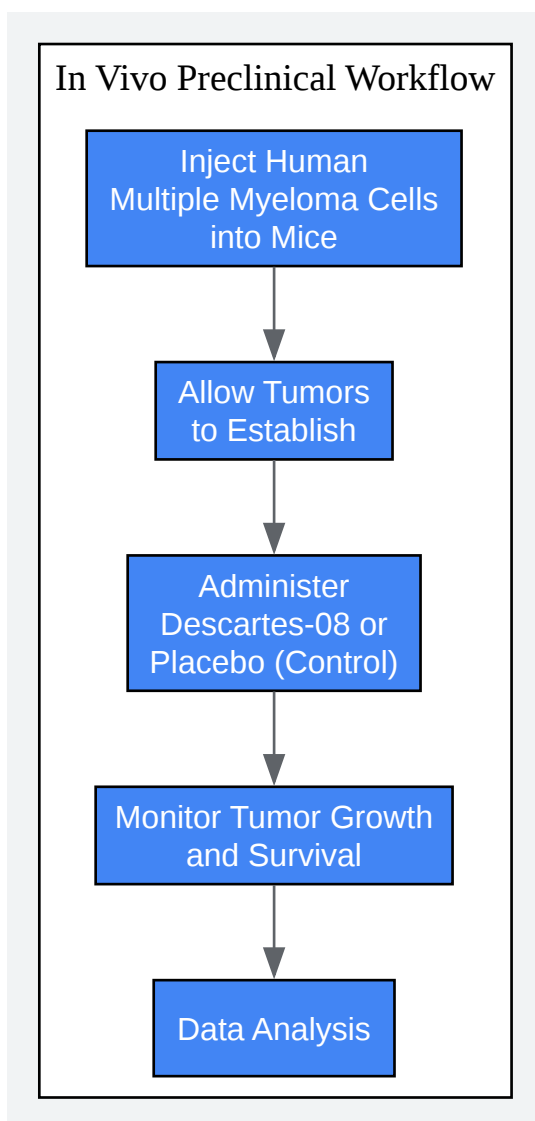 In Vivo Preclinical Workflow
Inject Human
Multiple Myeloma Cells
into Mice
Allow Tumors
to Establish
Administer
Descartes-08 or
Placebo (Control)
Monitor Tumor Growth
and Survival
Data Analysis